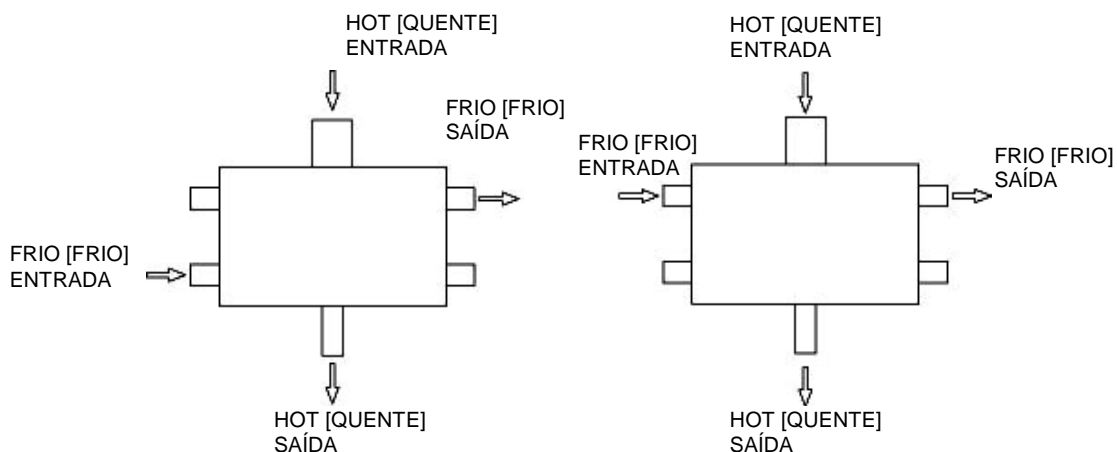 HOT [QUENTE]
ENTRADA
FRIO [FRIO]
SAÍDA
FRIO [FRIO]
ENTRADA
HOT [QUENTE]
SAÍDA
HOT [QUENTE]
ENTRADA
FRIO [FRIO]
ENTRADA
FRIO [FRIO]
SAÍDA
HOT [QUENTE]
SAÍDA